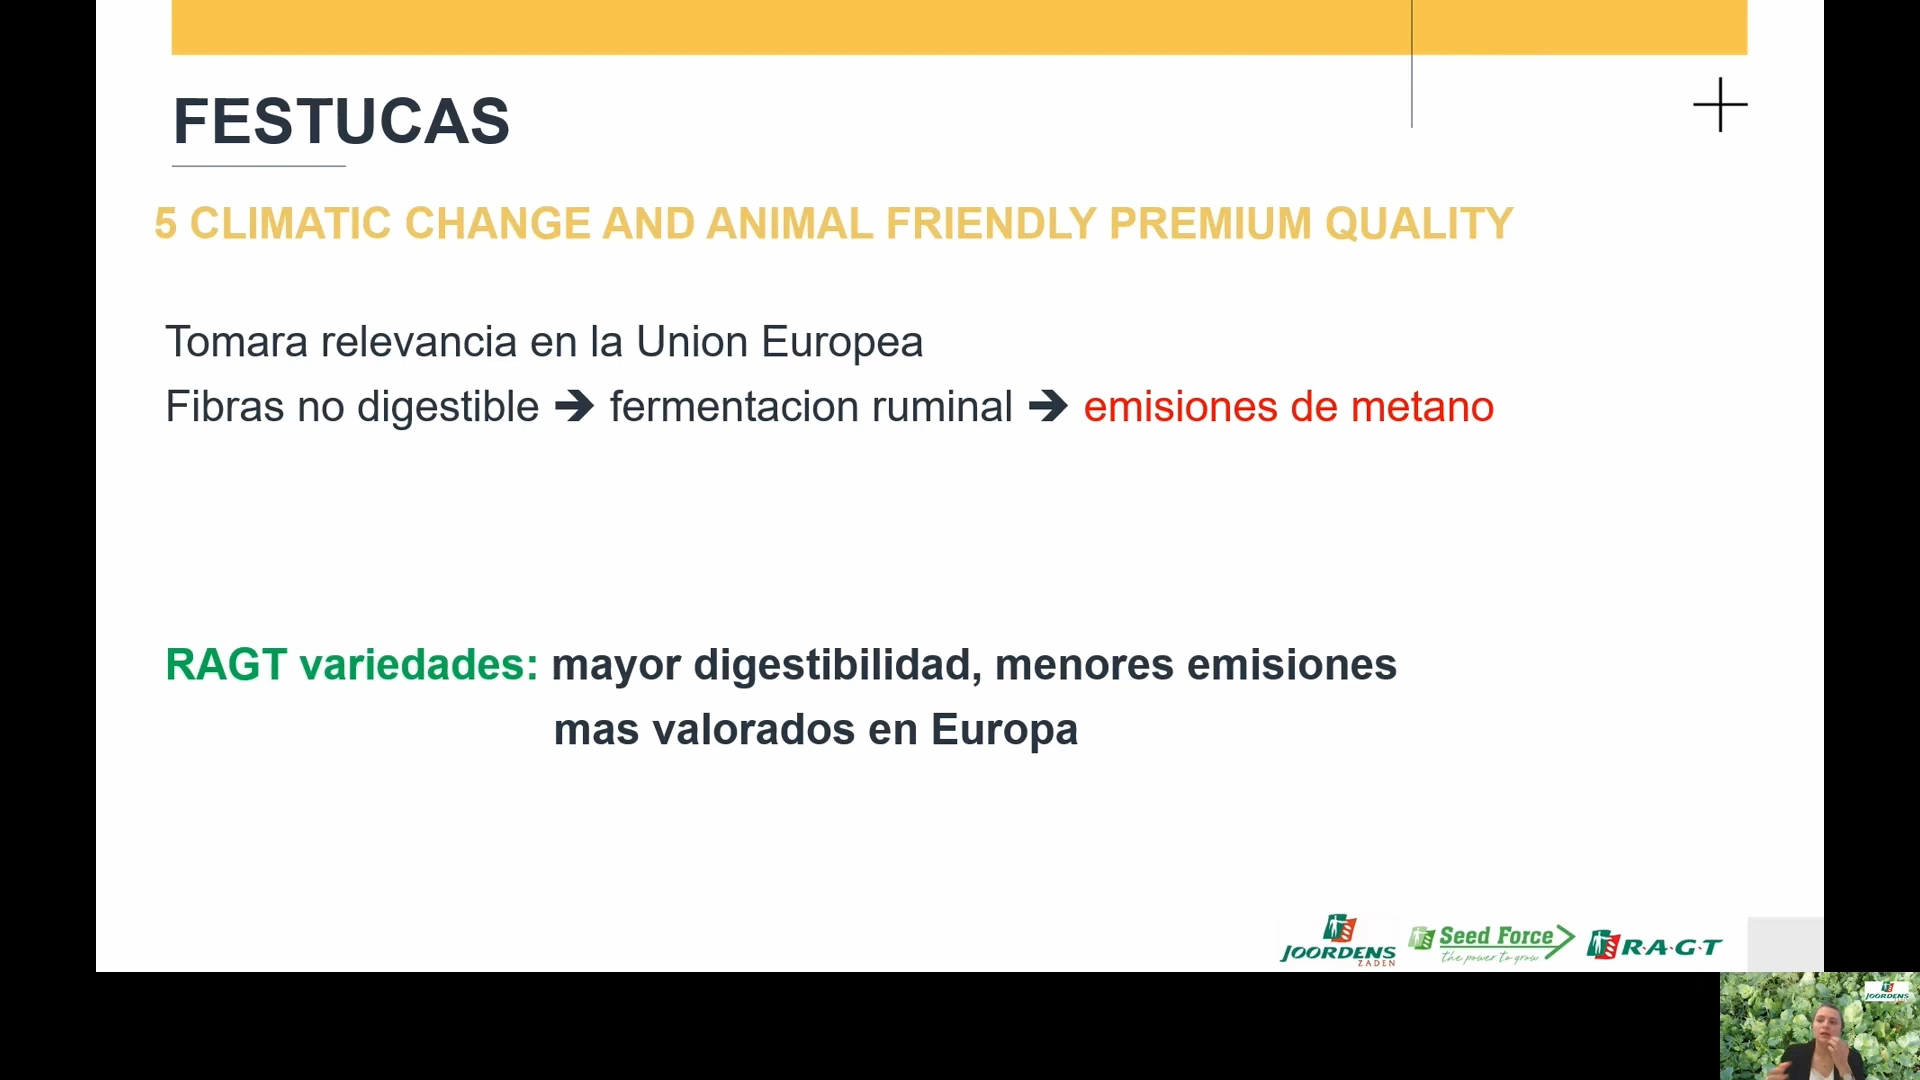 FESTUCAS
5 CLIMATIC CHANGE AND ANIMAL FRIENDLY PREMIUM QUALITY
Tomara relevancia en la Union Europea
Fibras no digestible ➔ fermentacion ruminal ➔ emisiones de metano
RAGT variedades: mayor digestibilidad, menores emisiones
mas valorados en Europa
JOORDENS
ZADEN
Seed Force
the power to grow
R·A·G·T
JOORDENS